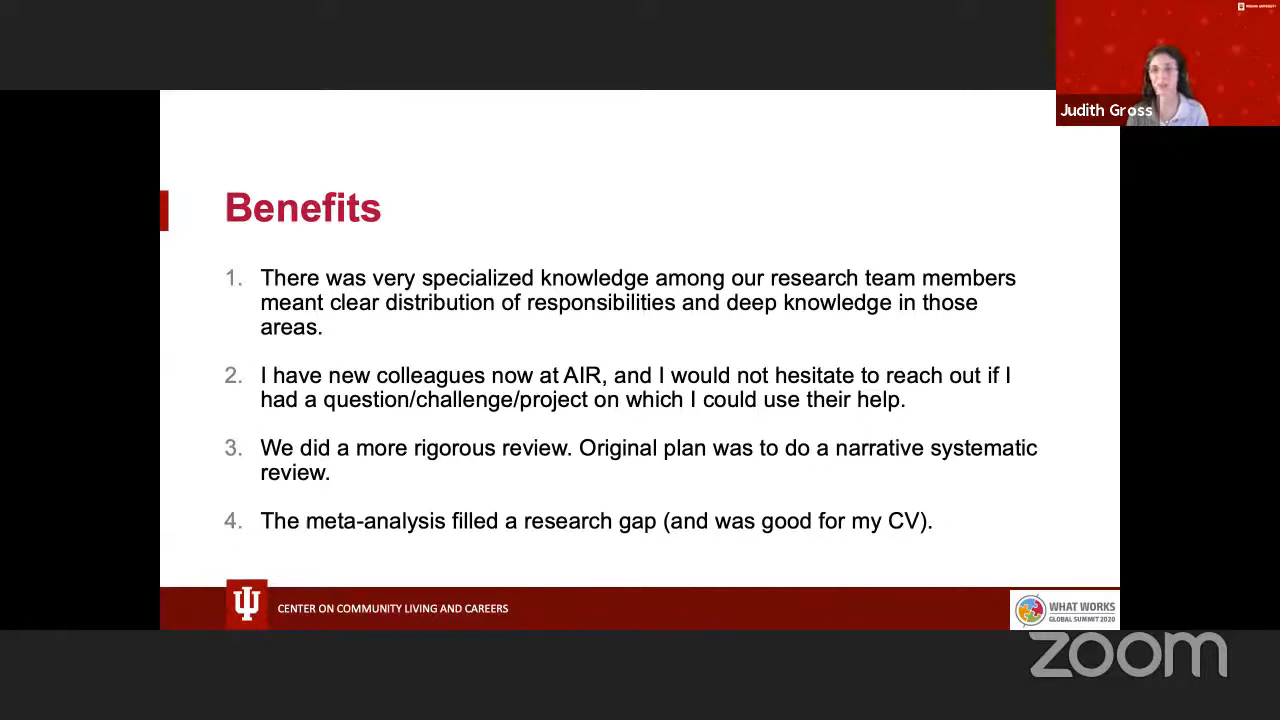 Judith Gross
Benefits
1. There was very specialized knowledge among our research team members
meant clear distribution of responsibilities and deep knowledge in those
areas.
2. I have new colleagues now at AIR, and I would not hesitate to reach out if I
had a question/challenge/project on which I could use their help.
3. We did a more rigorous review. Original plan was to do a narrative systematic
review.
4. The meta-analysis filled a research gap (and was good for my CV).
CENTER ON COMMUNITY LIVING AND CAREERS
WHAT WORKS
GLOBAL SUMMIT 2020
zoom